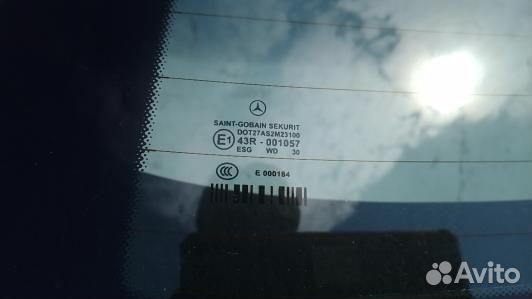 SAINT-GOBAIN SEKURIT
DOT27AS2M23100
E1 43R - 001057
ESG WD 30
CCC E 000184
Avito